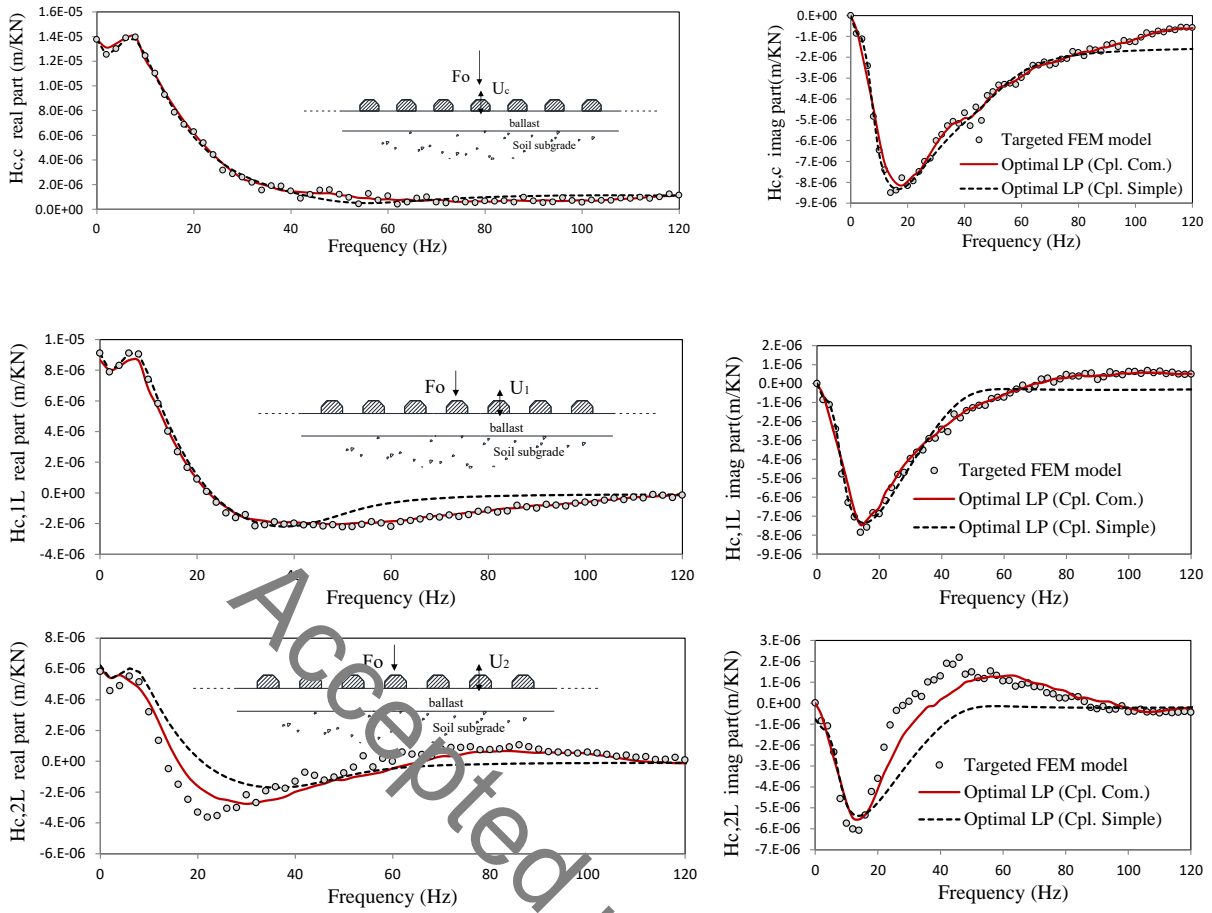 Hc,c real part (m/KN)
1.6E-05
1.4E-05
1.2E-05
1.0E-05
8.0E-06
6.0E-06
4.0E-06
2.0E-06
0.0E+00
Fo
Uc
ballast
Soil subgrade
0 20 40 60 80 100 120
Frequency (Hz)
Hc,c imag part(m/KN)
0.E+00
-1.E-06
-2.E-06
-3.E-06
-4.E-06
-5.E-06
-6.E-06
-7.E-06
-8.E-06
-9.E-06
Targeted FEM model
Optimal LP (Cpl. Com.)
Optimal LP (Cpl. Simple)
0 20 40 60 80 100 120
Frequency (Hz)
Hc,1L real part (m/KN)
1.E-05
8.E-06
6.E-06
4.E-06
2.E-06
0.E+00
-2.E-06
-4.E-06
Fo
U1
ballast
Soil subgrade
0 20 40 60 80 100 120
Frequency (Hz)
Hc,1L imag part(m/KN)
2.E-06
1.E-06
0.E+00
-1.E-06
-2.E-06
-3.E-06
-4.E-06
-5.E-06
-6.E-06
-7.E-06
-8.E-06
-9.E-06
Targeted FEM model
Optimal LP (Cpl. Com.)
Optimal LP (Cpl. Simple)
0 20 40 60 80 100 120
Frequency (Hz)
Hc,2L real part (m/KN)
8.E-06
6.E-06
4.E-06
2.E-06
0.E+00
-2.E-06
-4.E-06
-6.E-06
Fo
U2
ballast
Soil subgrade
0 20 40 60 80 100 120
Frequency (Hz)
Hc,2L imag part(m/KN)
3.E-06
2.E-06
1.E-06
0.E+00
-1.E-06
-2.E-06
-3.E-06
-4.E-06
-5.E-06
-6.E-06
-7.E-06
Targeted FEM model
Optimal LP (Cpl. Com.)
Optimal LP (Cpl. Simple)
0 20 40 60 80 100 120
Frequency (Hz)
Accepted